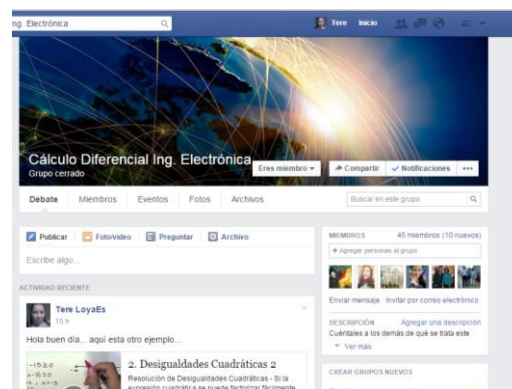 ng. Electrónica
Tere Inicio
Cálculo Diferencial Ing. Electrónica
Grupo cerrado
Eres miembro
Compartir
Notificaciones
Debate Miembros Eventos Fotos Archivos
Buscar en este grupo
Publicar Foto/video Preguntar Archivo
Escribe algo...
ACTIVIDAD RECIENTE
Tere LoyaEs
15 h
Hola buen día... aquí esta otro ejemplo...
2. Desigualdades Cuadráticas 2
Resolución de Desigualdades Cuadráticas - Si la
expresión cuadrática se puede factorizar fácilmente
MIEMBROS 45 miembros (10 nuevos)
+ Agregar personas al grupo
Enviar mensaje · Invitar por correo electrónico
DESCRIPCIÓN Agregar una descripción
Cuéntales a los demás de qué se trata este
Ver más
CREAR GRUPOS NUEVOS